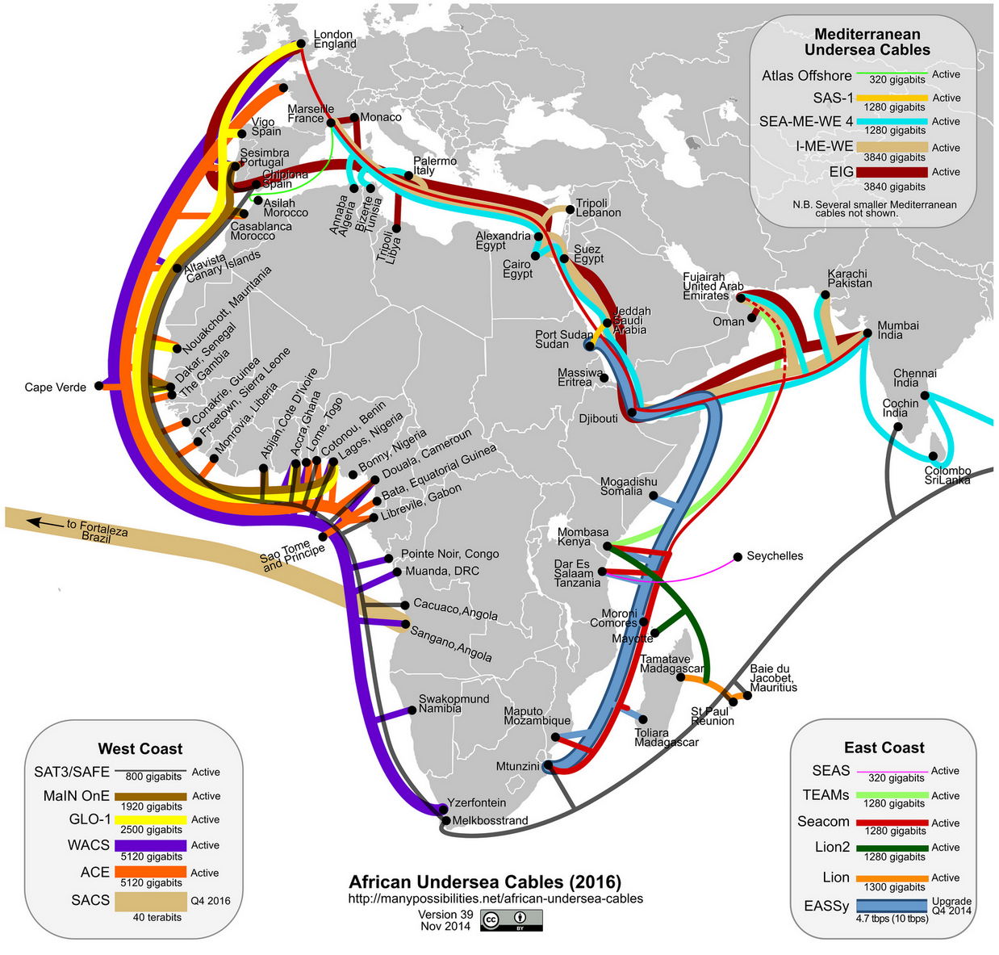 London
England
Marseille
France
Monaco
Vigo
Spain
Sesimbra
Portugal
Chipiona
Spain
Asilah
Morocco
Casablanca
Morocco
Altavista
Canary Islands
Annaba
Algeria
Bizerte
Tunisia
Tripoli
Libya
Palermo
Italy
Tripoli
Lebanon
Alexandria
Egypt
Cairo
Egypt
Suez
Egypt
Jeddah
Saudi
Arabia
Port Sudan
Sudan
Massiwa
Eritrea
Djibouti
Fujairah
United Arab
Emirates
Oman
Karachi
Pakistan
Mumbai
India
Chennai
India
Cochin
India
Colombo
SriLanka
Nouakchott, Mauritania
Dakar, Senegal
The Gambia
Cape Verde
Conakrie, Guinea
Freetown, Sierra Leone
Monrovia, Liberia
Abijan,Cote D'Ivoire
Accra,Ghana
Lome, Togo
Cotonou, Benin
Lagos, Nigeria
Bonny, Nigeria
Douala, Cameroun
Bata, Equatorial Guinea
Libreville, Gabon
to Fortaleza
Brazil
Sao Tome
and Principe
Pointe Noir, Congo
Muanda, DRC
Cacuaco,Angola
Sangano,Angola
Swakopmund
Namibia
Yzerfontein
Melkbosstrand
Mogadishu
Somalia
Mombasa
Kenya
Dar Es
Salaam
Tanzania
Seychelles
Moroni
Comores
Mayotte
Tamatave
Madagascar
Baie du
Jacobet,
Mauritius
St Paul
Reunion
Toliara
Madagascar
Maputo
Mozambique
Mtunzini
Mediterranean
Undersea Cables
Atlas Offshore 320 gigabits Active
SAS-1 1280 gigabits Active
SEA-ME-WE 4 1280 gigabits Active
I-ME-WE 3840 gigabits Active
EIG 3840 gigabits Active
N.B. Several smaller Mediterranean
cables not shown.
West Coast
SAT3/SAFE 800 gigabits Active
MaIN OnE 1920 gigabits Active
GLO-1 2500 gigabits Active
WACS 5120 gigabits Active
ACE 5120 gigabits Active
SACS 40 terabits Q4 2016
East Coast
SEAS 320 gigabits Active
TEAMs 1280 gigabits Active
Seacom 1280 gigabits Active
Lion2 1280 gigabits Active
Lion 1300 gigabits Active
EASSy 4.7 tbps (10 tbps) Upgrade
Q4 2014
African Undersea Cables (2016)
http://manypossibilities.net/african-undersea-cables
Version 39
Nov 2014
cc BY